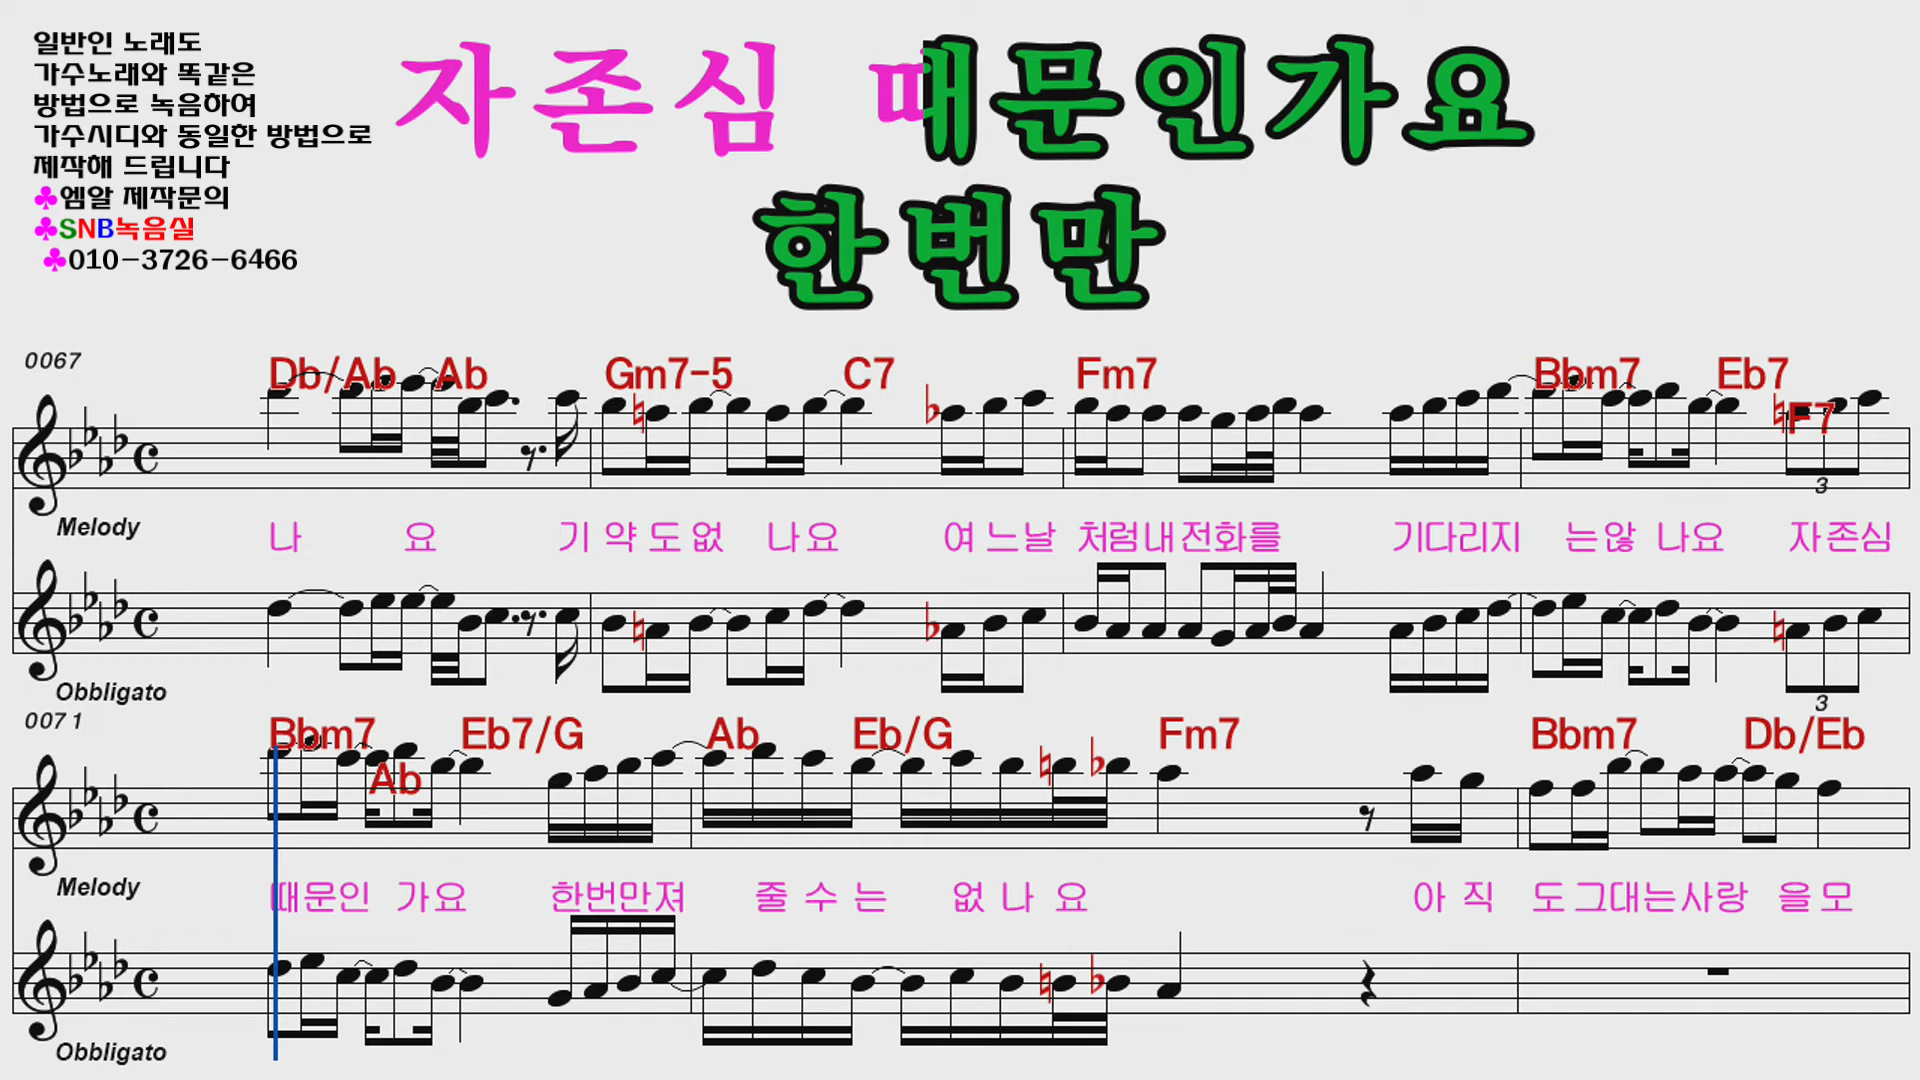 일반인 노래도
가수노래와 똑같은
방법으로 녹음하여
가수시디와 동일한 방법으로
제작해 드립니다
♣엠알 제작문의
♣SNB녹음실
♣010-3726-6466
자존심 때문인가요
한번만
0067
Db/Ab Ab Gm7-5 C7 Fm7 Bbm7 Eb7
F7
3
Melody
나 요 기 약 도 없 나 요 여 느 날 처럼내 전화를 기다리지 는않 나요 자존심
Obbligato
3
0071
Bbm7 Eb7/G Ab Eb/G Fm7 Bbm7 Db/Eb
Ab
Melody
때문인 가요 한번만져 줄 수 는 없 나 요 아 직 도 그대는사랑 을 모
Obbligato